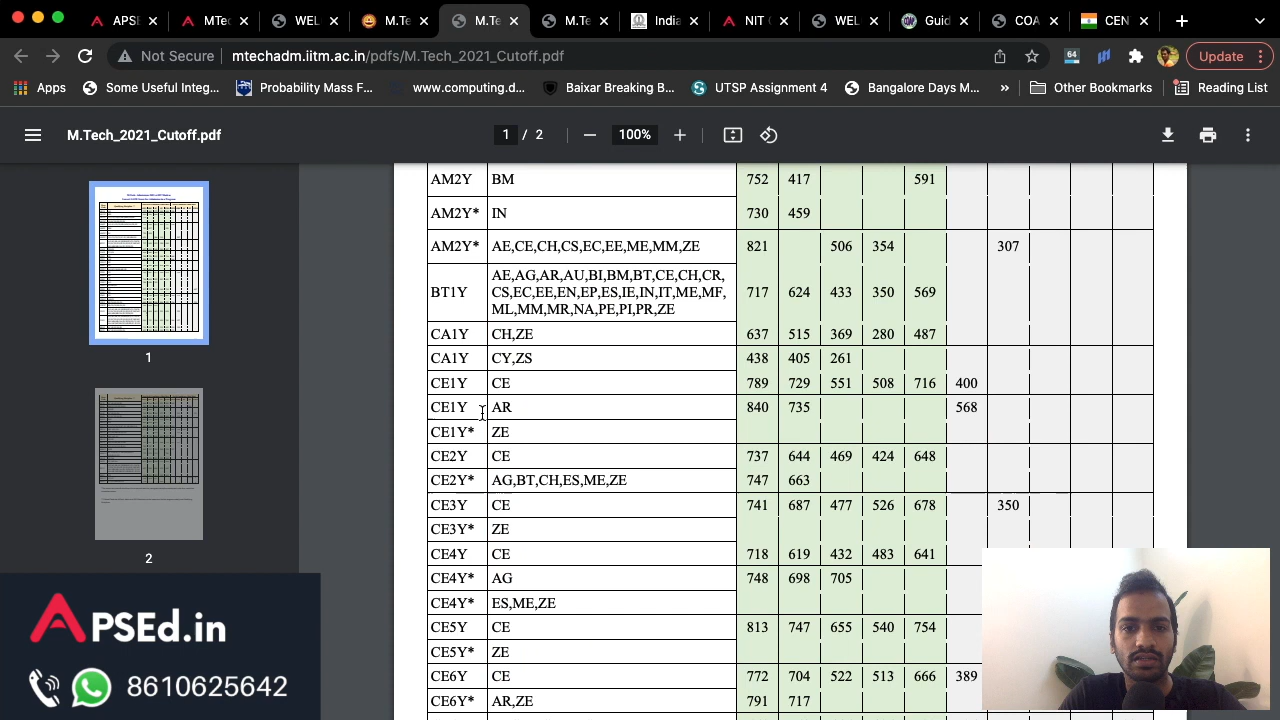 APSE
MTec
WEL
M.Te
M.Te
M.Te
India
NIT C
WEL
Guid
COA
CEN
Not Secure
mtechadm.iitm.ac.in/pdfs/M.Tech_2021_Cutoff.pdf
64
Update
Apps
Some Useful Integ...
Probability Mass F...
www.conveying.d...
Baixar Breaking B...
UTSP Assignment 4
Bangalore Days M...
»
Other Bookmarks
Reading List
M.Tech_2021_Cutoff.pdf
1 / 2
100%
AM2Y BM 752 417 591
AM2Y* IN 730 459
AM2Y* AE,CE,CH,CS,EC,EE,ME,MM,ZE 821 506 354 307
AE,AG,AR,AU,BI,BM,BT,CE,CH,CR,
BT1Y CS,EC,EE,EN,EP,ES,IE,IN,IT,ME,MF, 717 624 433 350 569
ML,MM,MR,NA,PE,PI,PR,ZE
CA1Y CH,ZE 637 515 369 280 487
CA1Y CY,ZS 438 405 261
CE1Y CE 789 729 551 508 716 400
CE1Y AR 840 735 568
CE1Y* ZE
CE2Y CE 737 644 469 424 648
CE2Y* AG,BT,CH,ES,ME,ZE 747 663
CE3Y CE 741 687 477 526 678 350
CE3Y* ZE
CE4Y CE 718 619 432 483 641
CE4Y* AG 748 698 705
CE4Y* ES,ME,ZE
CE5Y CE 813 747 655 540 754
CE5Y* ZE
CE6Y CE 772 704 522 513 666 389
CE6Y* AR,ZE 791 717
1
2
APSEd.in
8610625642